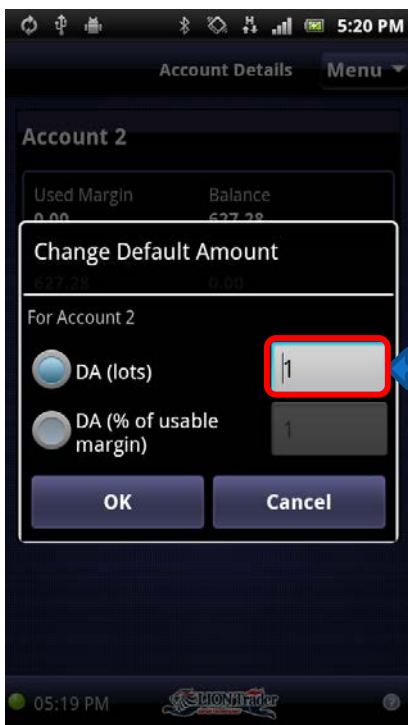 5:20 PM
Account Details Menu
Account 2
Used Margin Balance
0.00 627.28
Change Default Amount
627.28 0.00
For Account 2
DA (lots) 1
DA (% of usable
margin) 1
OK Cancel
05:19 PM LIONTrader ?